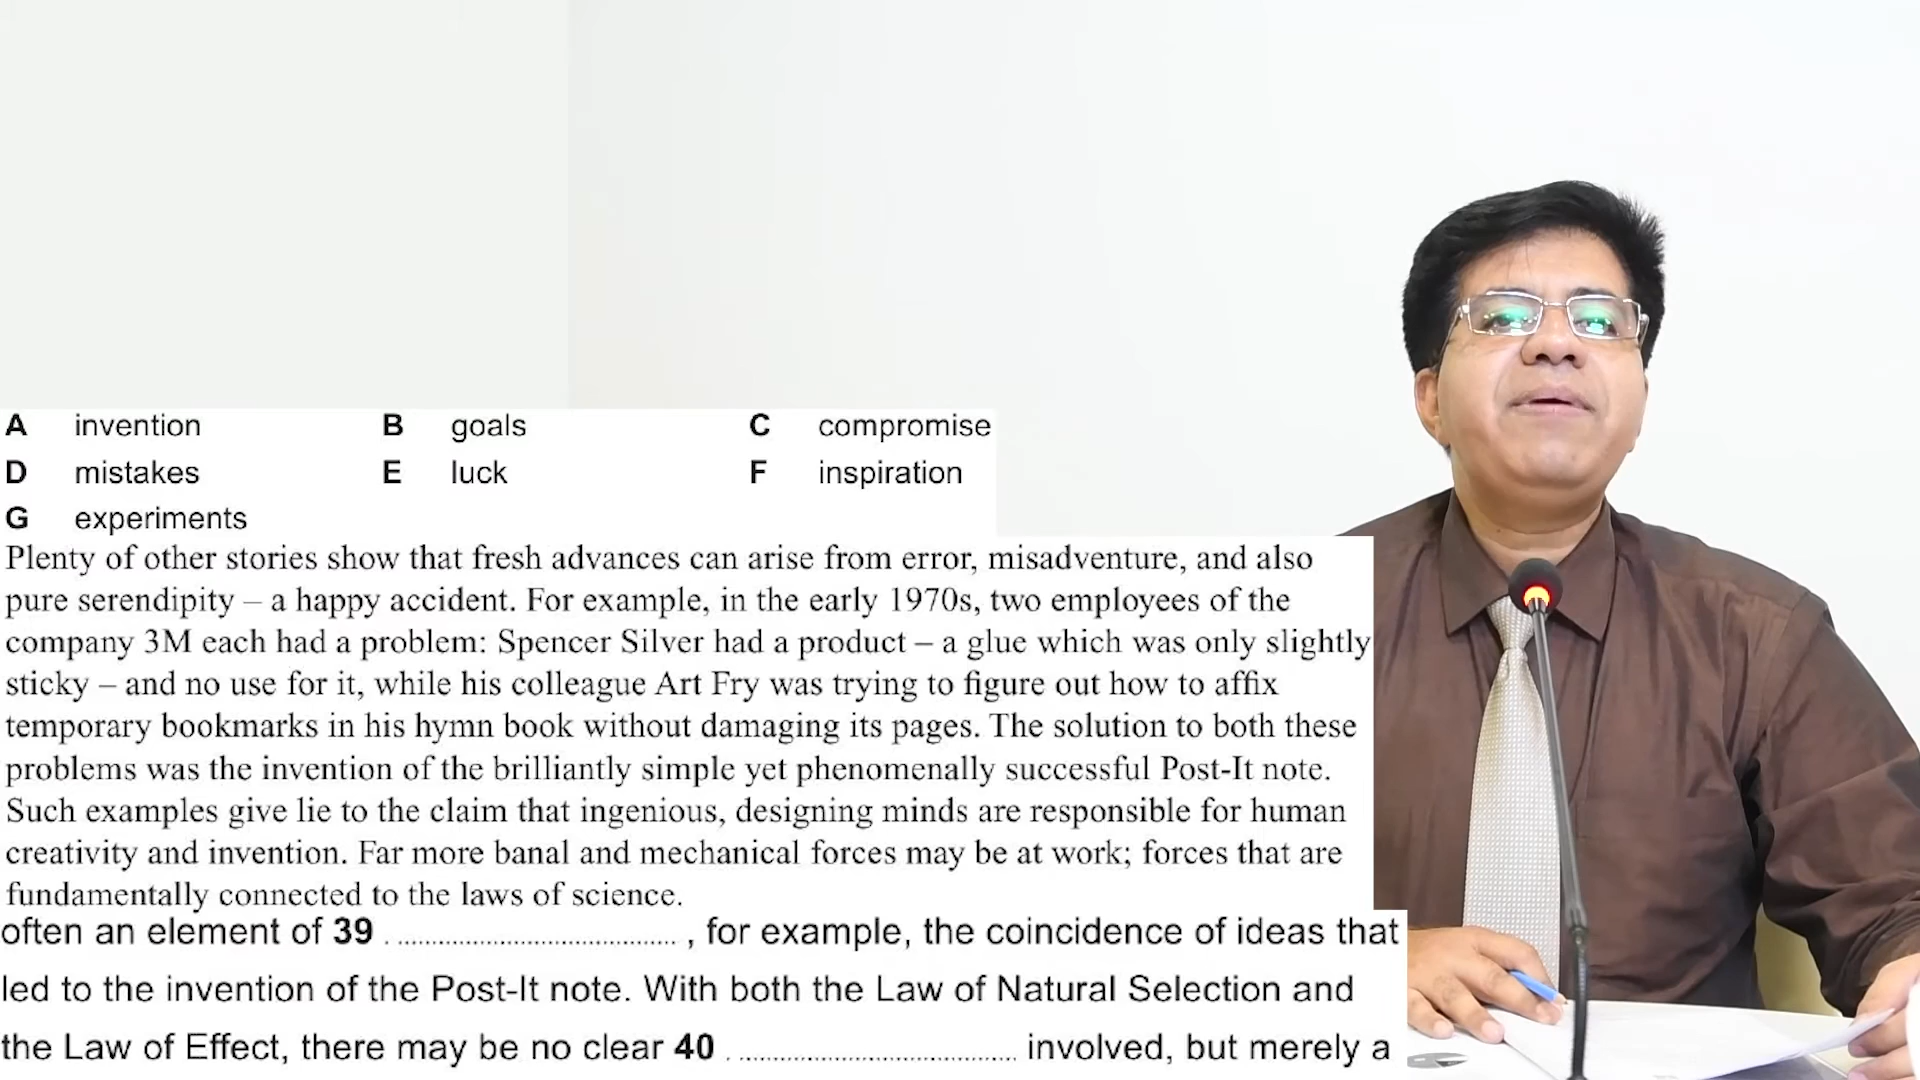 A invention B goals C compromise
D mistakes E luck F inspiration
G experiments
Plenty of other stories show that fresh advances can arise from error, misadventure, and also
pure serendipity – a happy accident. For example, in the early 1970s, two employees of the
company 3M each had a problem: Spencer Silver had a product – a glue which was only slightly
sticky – and no use for it, while his colleague Art Fry was trying to figure out how to affix
temporary bookmarks in his hymn book without damaging its pages. The solution to both these
problems was the invention of the brilliantly simple yet phenomenally successful Post-It note.
Such examples give lie to the claim that ingenious, designing minds are responsible for human
creativity and invention. Far more banal and mechanical forces may be at work; forces that are
fundamentally connected to the laws of science.
often an element of 39 ................................ , for example, the coincidence of ideas that
led to the invention of the Post-It note. With both the Law of Natural Selection and
the Law of Effect, there may be no clear 40 ................................ involved, but merely a